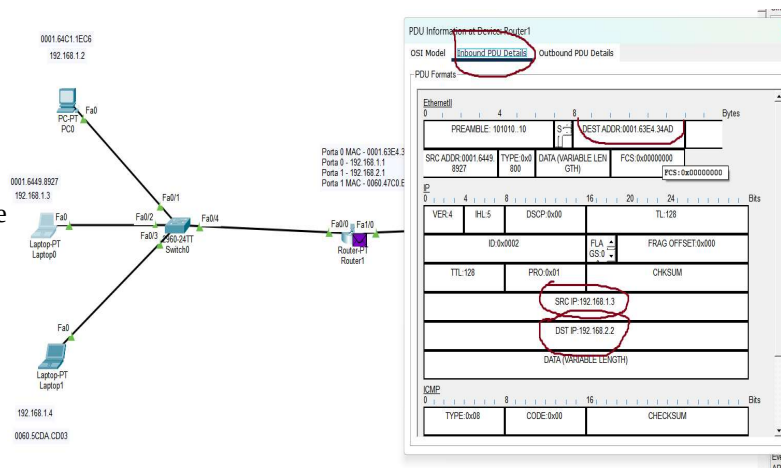 0001.64C1.1EC6
192.168.1.2
PC-PT
PC0
Fa0
0001.6449.8927
192.168.1.3
e
Fa0
Laptop-PT
Laptop0
Fa0/1
Fa0/2
Fa0/3
Fa0/4
2960-24TT
Switch0
Fa0
Laptop-PT
Laptop1
192.168.1.4
0060.5CDA.CD03
Porta 0 MAC - 0001.63E4.3
Porta 0 - 192.168.1.1
Porta 1 - 192.168.2.1
Porta 1 MAC - 0060.47C0.E
Fa0/0
Fa1/0
Router-PT
Router1
PDU Information at Device: Router1
OSI Model Inbound PDU Details Outbound PDU Details
PDU Formats
EthernetII
0 4 8 Bytes
PREAMBLE: 101010..10
DEST ADDR:0001.63E4.34AD
SRC ADDR:0001.6449.
8927
TYPE:0x0
800
DATA (VARIABLE LEN
GTH)
FCS:0x00000000
FCS:0x00000000
IP
0 4 8 16 20 24 Bits
VER:4 IHL:5 DSCP:0x00 TL:128
ID:0x0002
FLA
GS:0
FRAG OFFSET:0x000
TTL:128 PRO:0x01 CHKSUM
SRC IP:192.168.1.3
DST IP:192.168.2.2
DATA (VARIABLE LENGTH)
ICMP
0 8 16 Bits
TYPE:0x08 CODE:0x00 CHECKSUM